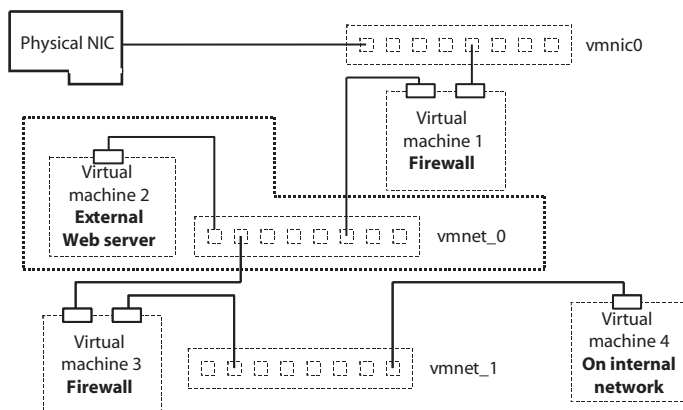 Physical NIC
vmnic0
Virtual
machine 1
Firewall
Virtual
machine 2
External
Web server
vmnet_0
Virtual
machine 3
Firewall
vmnet_1
Virtual
machine 4
On internal
network